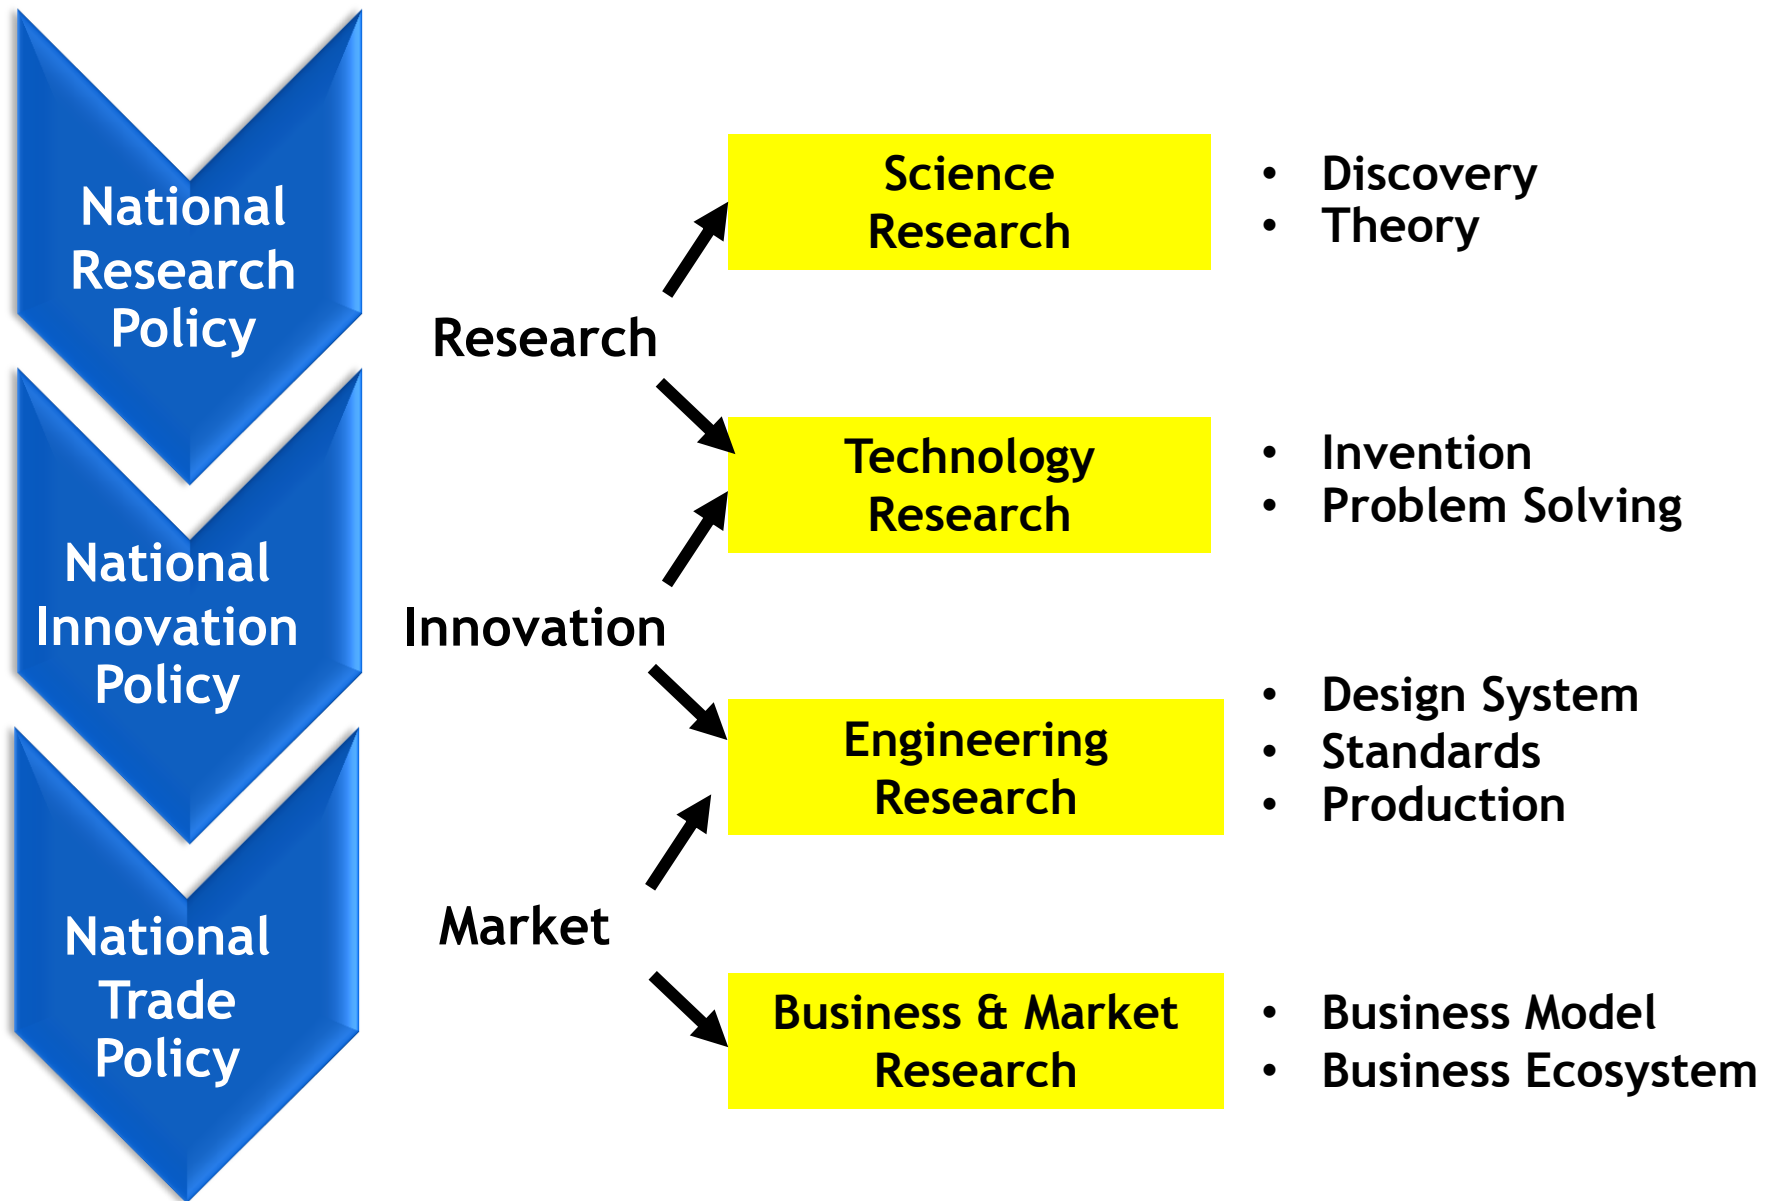 National
Research
Policy
Research
Science
Research
• Discovery
• Theory
Technology
Research
• Invention
• Problem Solving
National
Innovation
Policy
Innovation
Engineering
Research
• Design System
• Standards
• Production
National
Trade
Policy
Market
Business & Market
Research
• Business Model
• Business Ecosystem